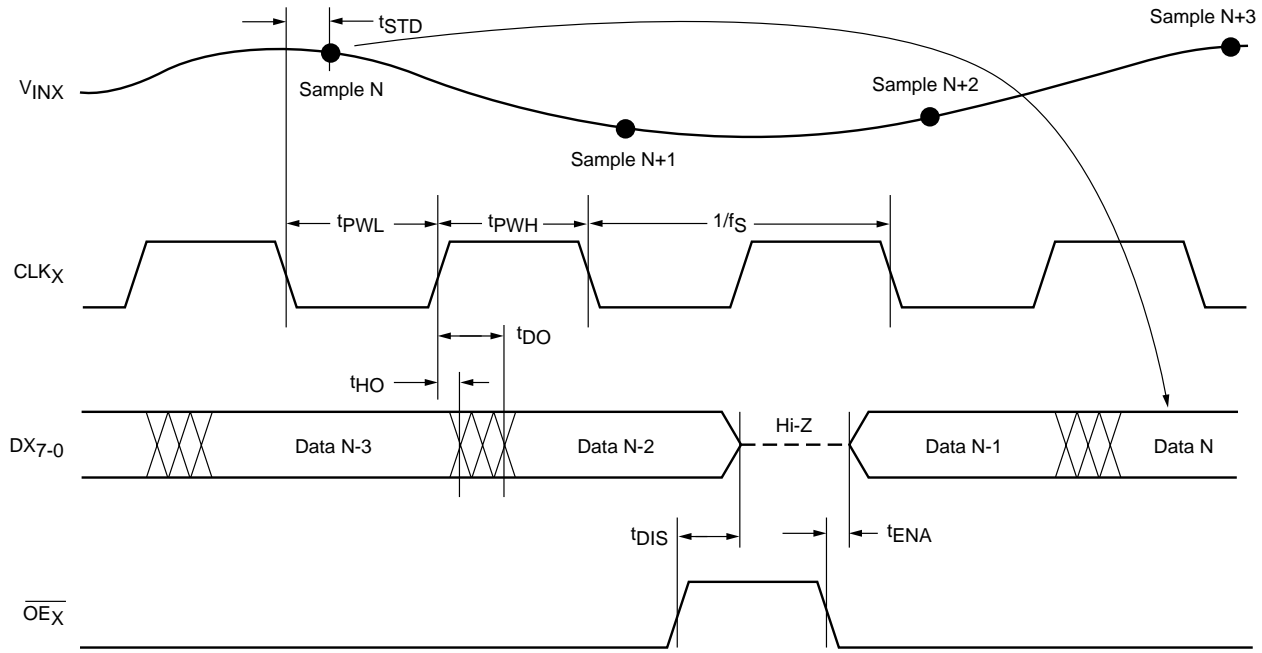 tSTD
Sample N+3
VINX
Sample N
Sample N+2
Sample N+1
tPWL
tPWH
1/fS
CLKX
tDO
tHO
DX7-0
Data N-3
Data N-2
Hi-Z
Data N-1
Data N
tDIS
tENA
OEX